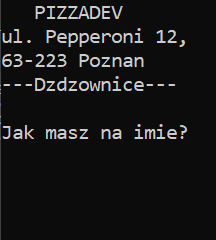 PIZZADEV
ul. Pepperoni 12,
63-223 Poznan
---Dzdzownice---
Jak masz na imie?